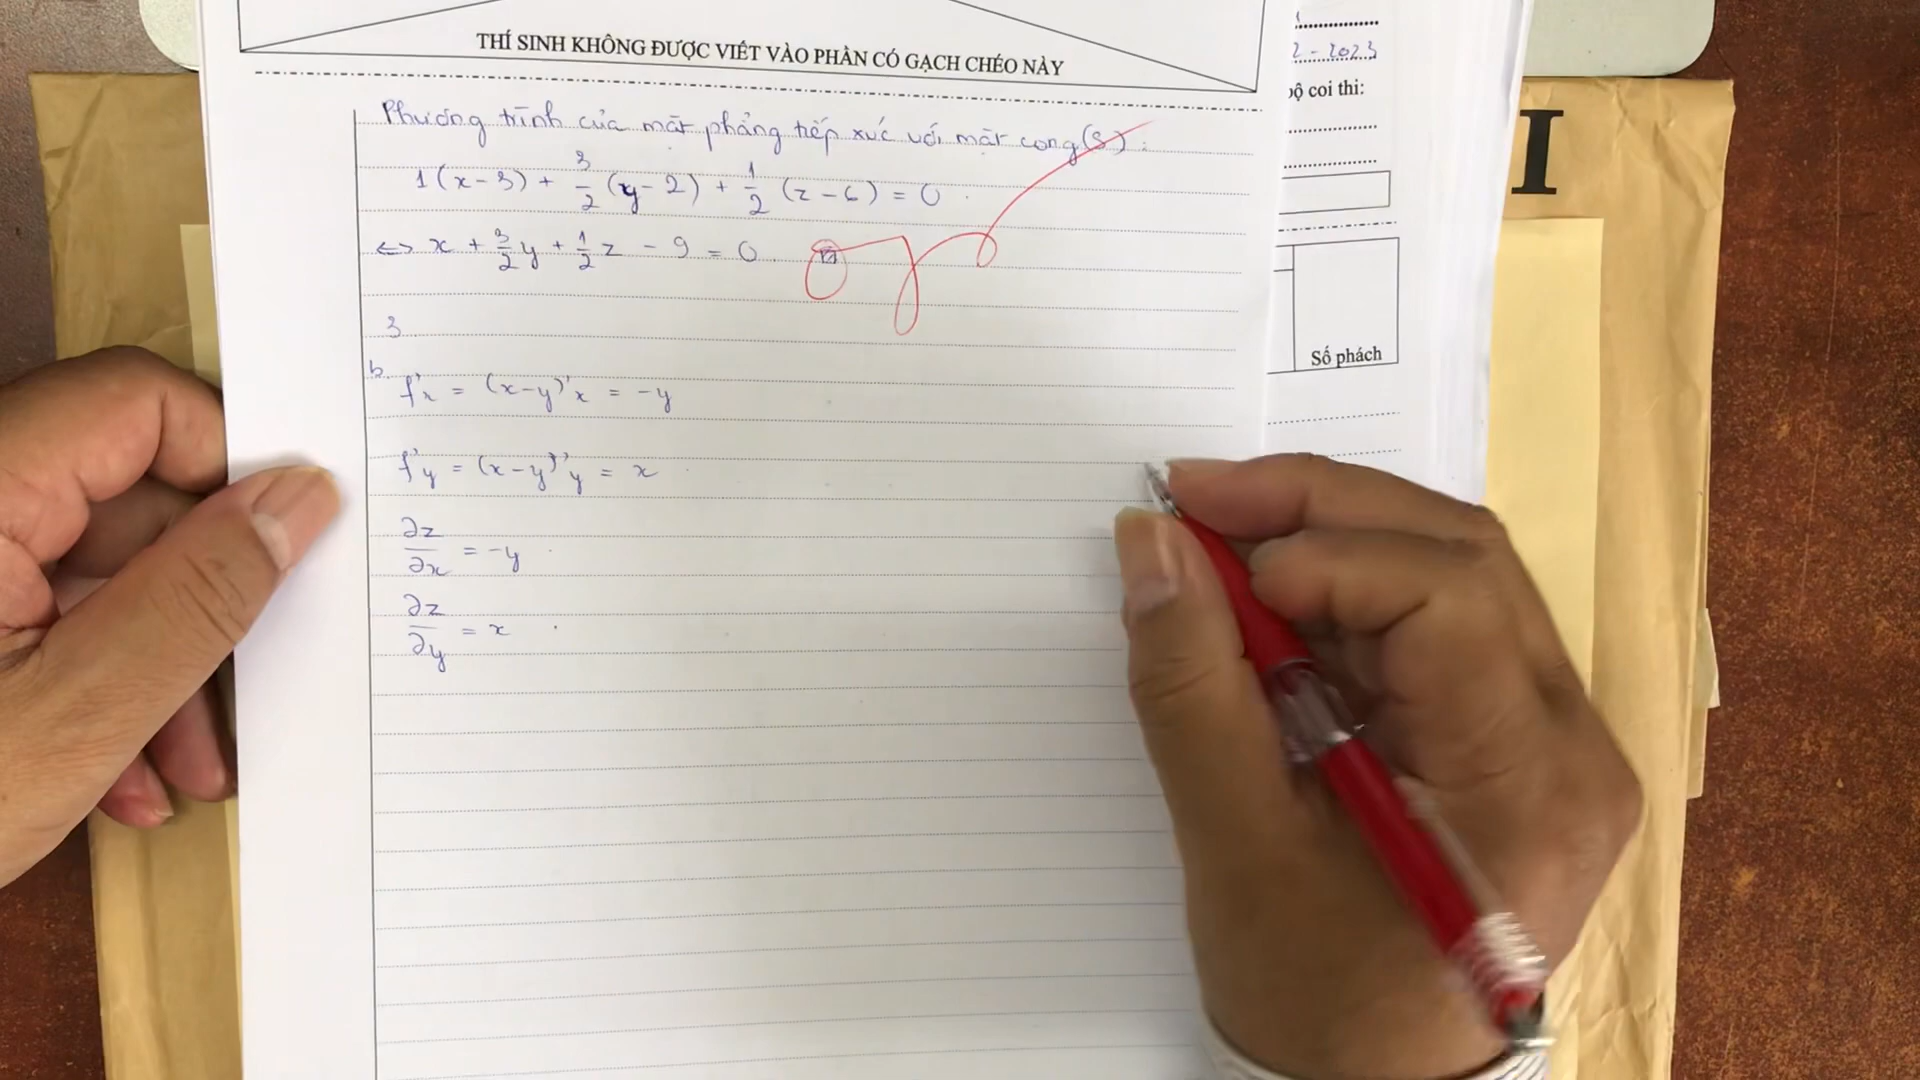 THÍ SINH KHÔNG ĐƯỢC VIẾT VÀO PHẦN CÓ GẠCH CHÉO NÀY
Phương trình của mặt phẳng tiếp xúc với mặt cong (S) :
1(x-3) + 3/2 (y-2) + 1/2 (z-6) = 0
<=> x + 3/2 y + 1/2 z - 9 = 0.
3
b.
f'x = (x-y)'x = -y
f'y = (x-y)'y = x
∂z/∂x = -y
∂z/∂y = x
2-2023
bộ coi thi:
Số phách
I